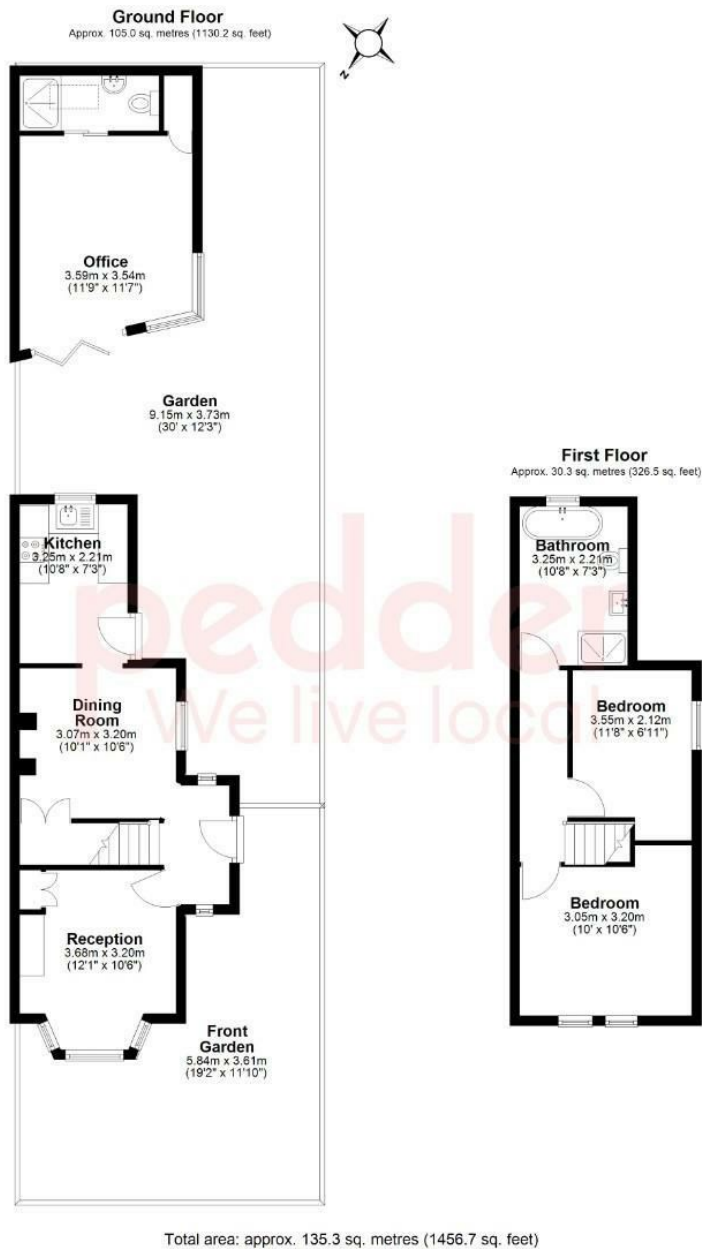 Ground Floor
Approx. 105.0 sq. metres (1130.2 sq. feet)
Z
Office
3.59m x 3.54m
(11'9" x 11'7")
Garden
9.15m x 3.73m
(30' x 12'3")
First Floor
Approx. 30.3 sq. metres (326.5 sq. feet)
Kitchen
3.25m x 2.21m
(10'8" x 7'3")
Bathroom
3.25m x 2.21m
(10'8" x 7'3")
pedder
We live local
Dining
Room
3.07m x 3.20m
(10'1" x 10'6")
Bedroom
3.55m x 2.12m
(11'8" x 6'11")
Reception
3.68m x 3.20m
(12'1" x 10'6")
Bedroom
3.05m x 3.20m
(10' x 10'6")
Front
Garden
5.84m x 3.61m
(19'2" x 11'10")
Total area: approx. 135.3 sq. metres (1456.7 sq. feet)